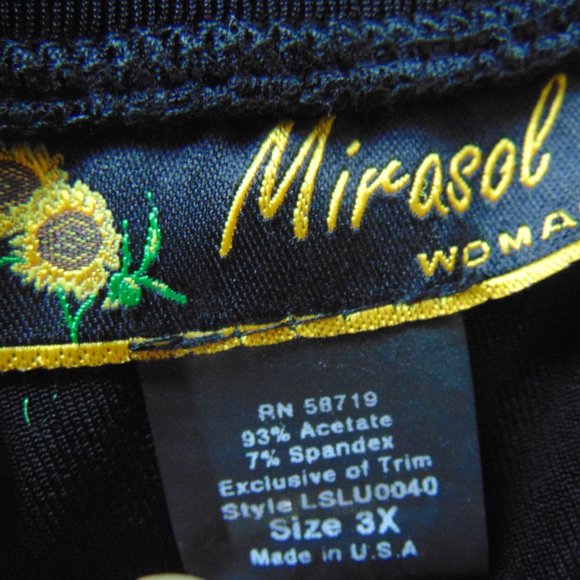 Mirasol
WOMA
RN 58719
93% Acetate
7% Spandex
Exclusive of Trim
Style LSLU0040
Size 3X
Made in U.S.A.